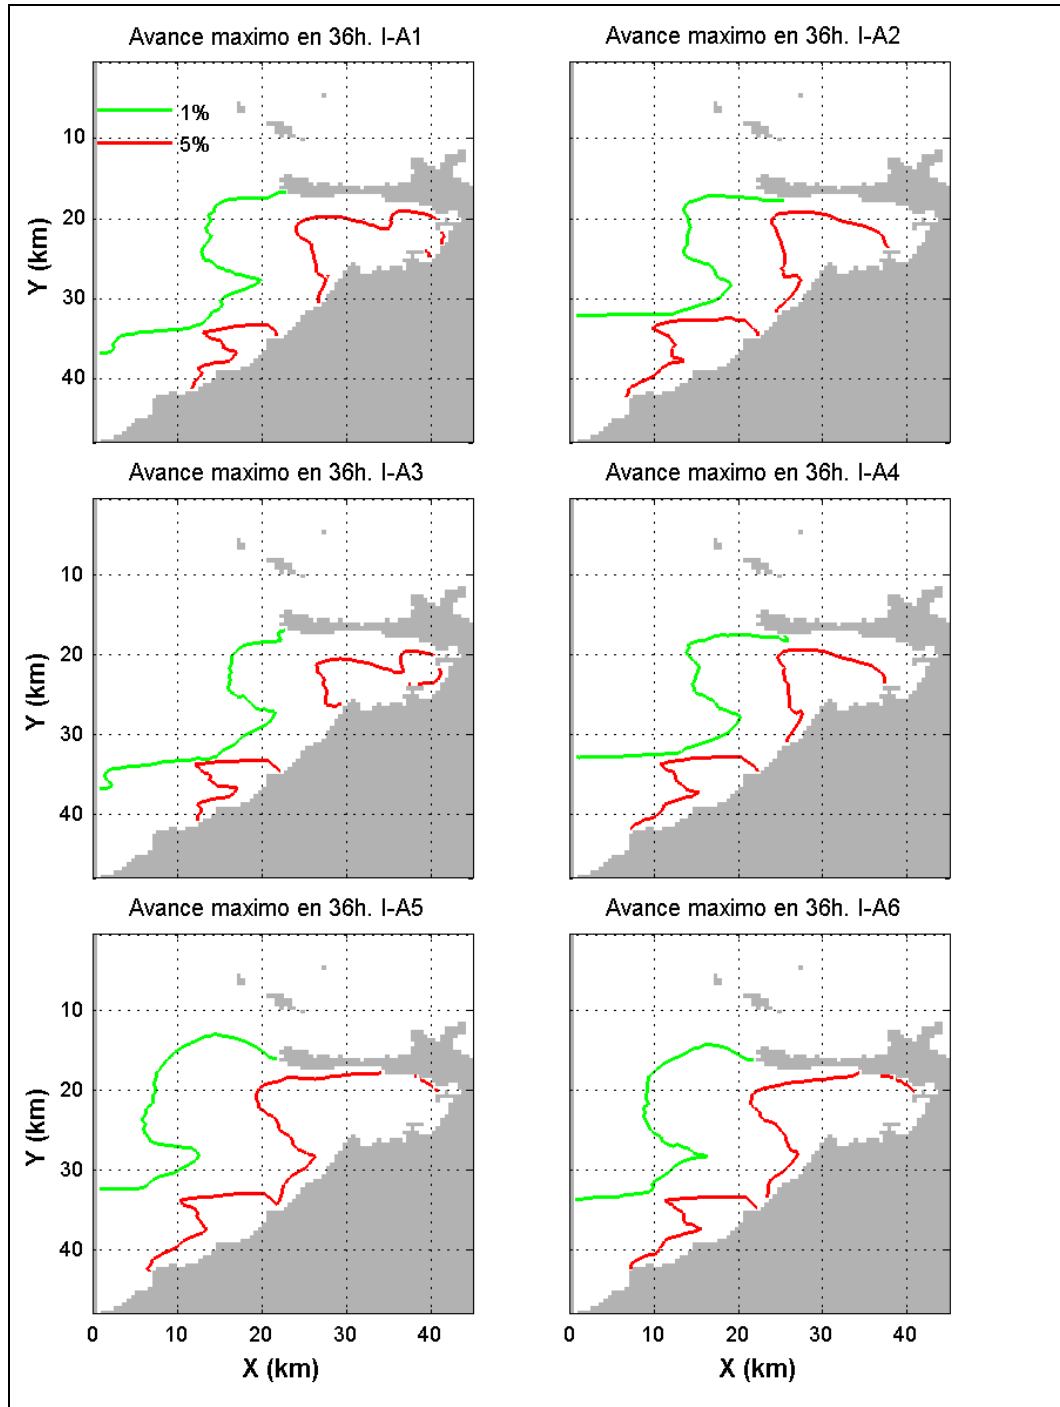 Avance maximo en 36h. I-A1
Avance maximo en 36h. I-A2
1%
5%
10
20
30
40
Y (km)
Avance maximo en 36h. I-A3
Avance maximo en 36h. I-A4
10
20
30
40
Y (km)
Avance maximo en 36h. I-A5
Avance maximo en 36h. I-A6
10
20
30
40
Y (km)
0 10 20 30 40
0 10 20 30 40
X (km)
X (km)